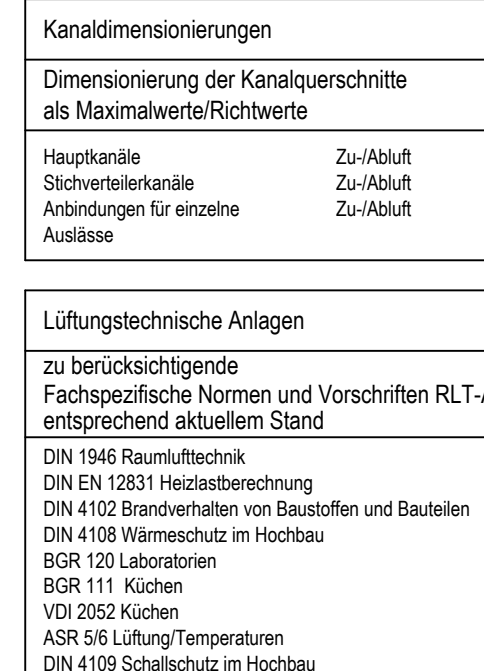 Kanaldimensionierungen
Dimensionierung der Kanalquerschnitte
als Maximalwerte/Richtwerte
Hauptkanäle Zu-/Abluft
Stichverteilerkanäle Zu-/Abluft
Anbindungen für einzelne Zu-/Abluft
Auslässe
Lüftungstechnische Anlagen
zu berücksichtigende
Fachspezifische Normen und Vorschriften RLT-A
entsprechend aktuellem Stand
DIN 1946 Raumlufttechnik
DIN EN 12831 Heizlastberechnung
DIN 4102 Brandverhalten von Baustoffen und Bauteilen
DIN 4108 Wärmeschutz im Hochbau
BGR 120 Laboratorien
BGR 111 Küchen
VDI 2052 Küchen
ASR 5/6 Lüftung/Temperaturen
DIN 4109 Schallschutz im Hochbau